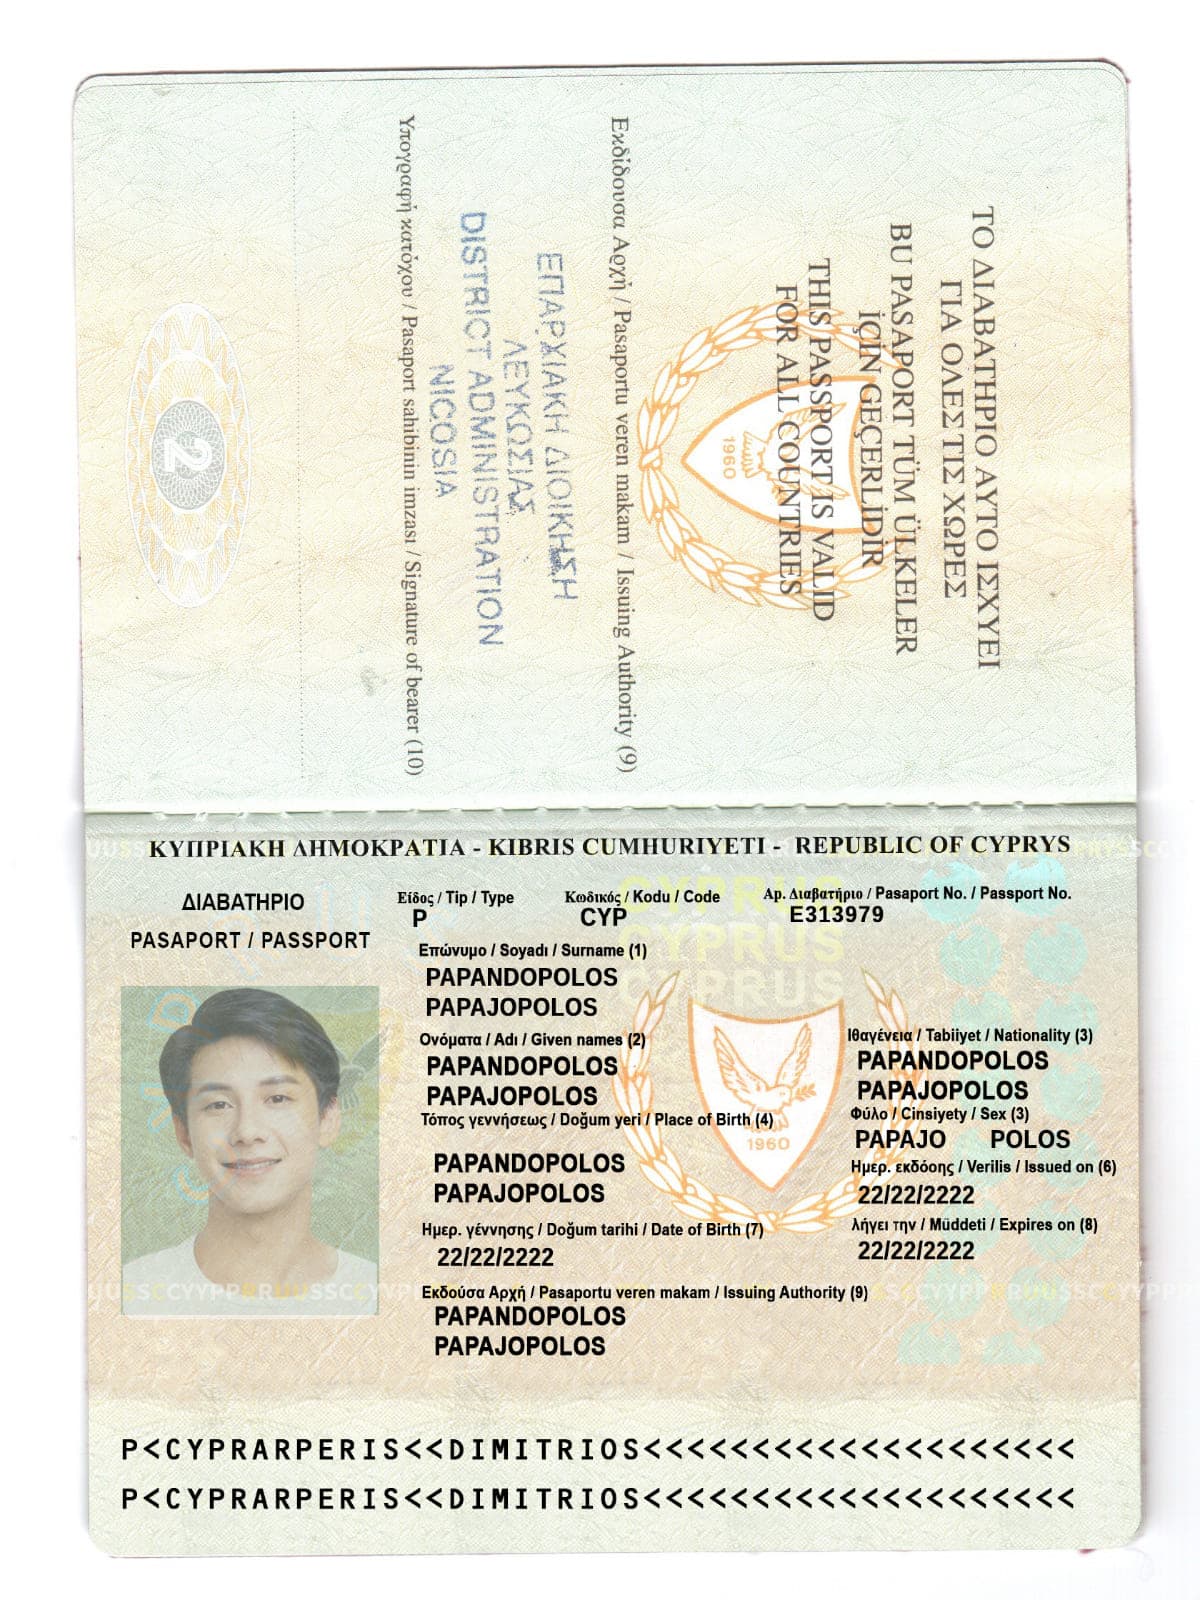 ΤΟ ΔΙΑΒΑΤΗΡΙΟ ΑΥΤΟ ΙΣΧΥΕΙ
ΓΙΑ ΟΛΕΣ ΤΙΣ ΧΩΡΕΣ
BU PASAPORT TÜM ÜLKELER
İÇİN GEÇERLİDİR
THIS PASSPORT IS VALID
FOR ALL COUNTRIES
1960
Εκδίδουσα Αρχή / Pasaportu veren makam / Issuing Authority (9)
ΕΠΑΡΧΙΑΚΗ ΔΙΟΙΚΗΣΗ
ΛΕΥΚΩΣΙΑΣ
DISTRICT ADMINISTRATION
NICOSIA
Υπογραφή κατόχου / Pasaport sahibinin imzası / Signature of bearer (10)
2
ΚΥΠΡΙΑΚΗ ΔΗΜΟΚΡΑΤΙΑ - KIBRIS CUMHURIYETI - REPUBLIC OF CYPRYS
ΔΙΑΒΑΤΗΡΙΟ
PASAPORT / PASSPORT
Είδος / Tip / Type
P
Κωδικός / Kodu / Code
CYP
Αρ. Διαβατήριο / Pasaport No. / Passport No.
E313979
CYPRUS
CYPRUS
CYPRUS
Επώνυμο / Soyadı / Surname (1)
PAPANDOPOLOS
PAPAJOPOLOS
Ονόματα / Adı / Given names (2)
PAPANDOPOLOS
PAPAJOPOLOS
Ιθαγένεια / Tabiiyet / Nationality (3)
PAPANDOPOLOS
PAPAJOPOLOS
Τόπος γεννήσεως / Doğum yeri / Place of Birth (4)
PAPANDOPOLOS
PAPAJOPOLOS
Φύλο / Cinsiyety / Sex (3)
PAPAJO POLOS
1960
Ημερ. εκδόοης / Verilis / Issued on (6)
22/22/2222
Ημερ. γέννησης / Doğum tarihi / Date of Birth (7)
22/22/2222
λήγει την / Müddeti / Expires on (8)
22/22/2222
Εκδούσα Αρχή / Pasaportu veren makam / Issuing Authority (9)
PAPANDOPOLOS
PAPAJOPOLOS
UUSSCCYYPPRRUUSSCCYY
P<CYPRARPERIS<<DIMITRIOS<<<<<<<<<<<<<<<<<<<<
P<CYPRARPERIS<<DIMITRIOS<<<<<<<<<<<<<<<<<<<<